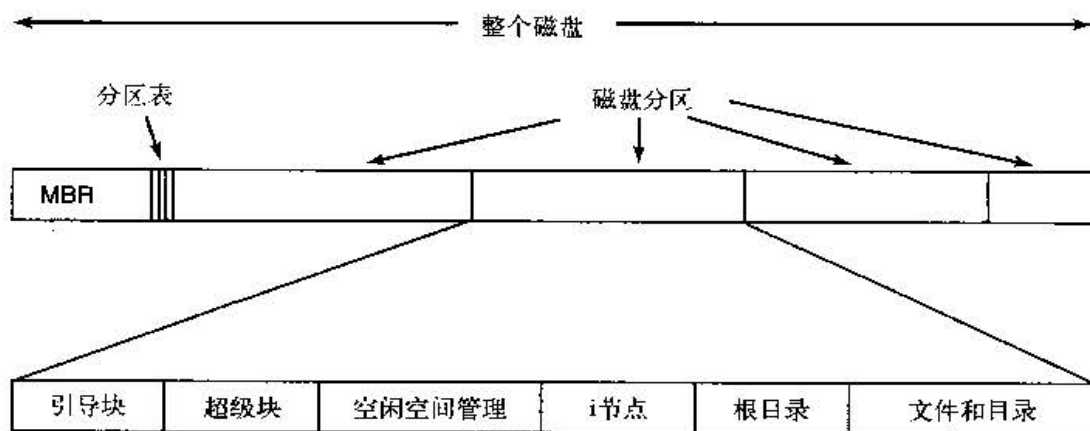 整个磁盘
分区表
磁盘分区
MBR
引导块
超级块
空闲空间管理
i节点
根目录
文件和目录